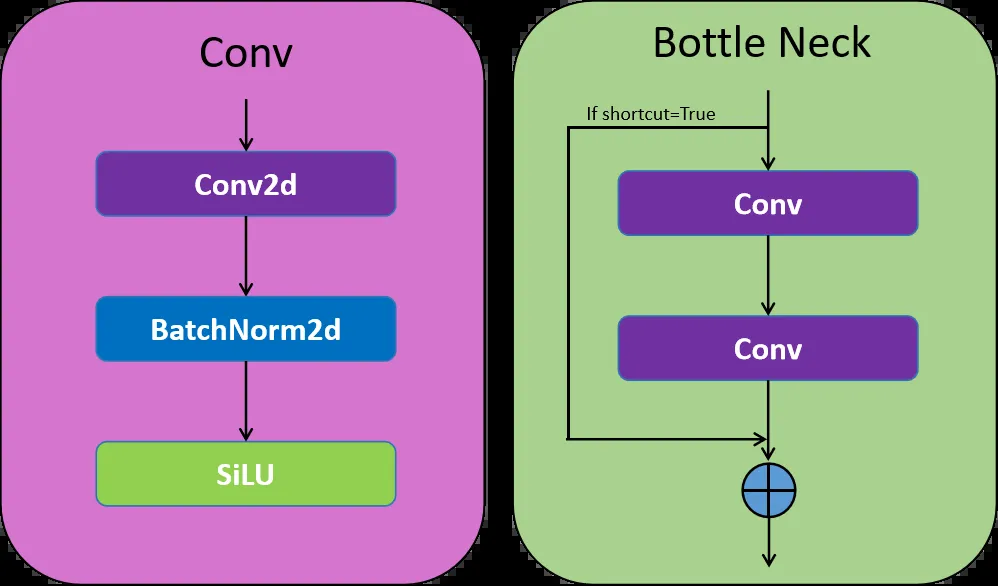 Conv
Conv2d
BatchNorm2d
SiLU
Bottle Neck
If shortcut=True
Conv
Conv